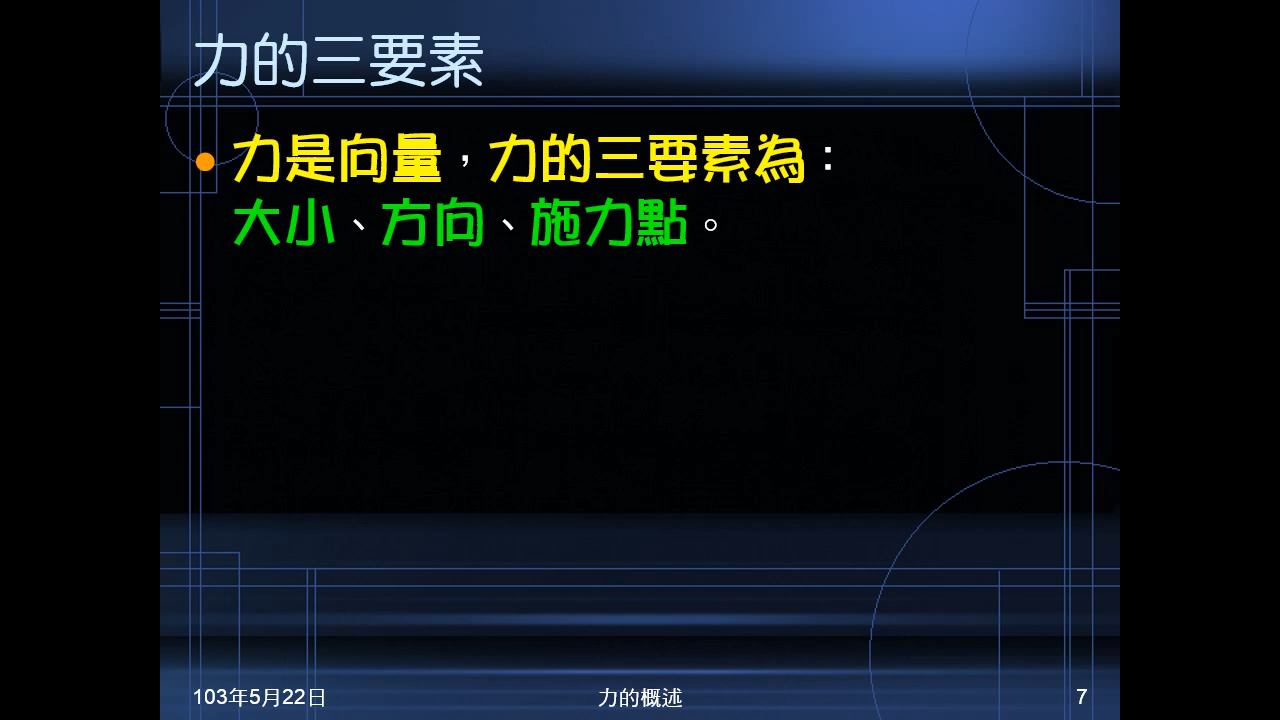 力的三要素
力是向量，力的三要素為：
大小、方向、施力點。
103年5月22日
力的概述
7